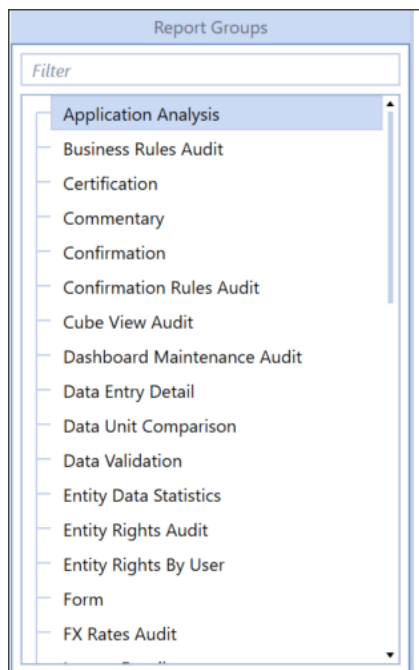 Report Groups
Filter
Application Analysis
Business Rules Audit
Certification
Commentary
Confirmation
Confirmation Rules Audit
Cube View Audit
Dashboard Maintenance Audit
Data Entry Detail
Data Unit Comparison
Data Validation
Entity Data Statistics
Entity Rights Audit
Entity Rights By User
Form
FX Rates Audit